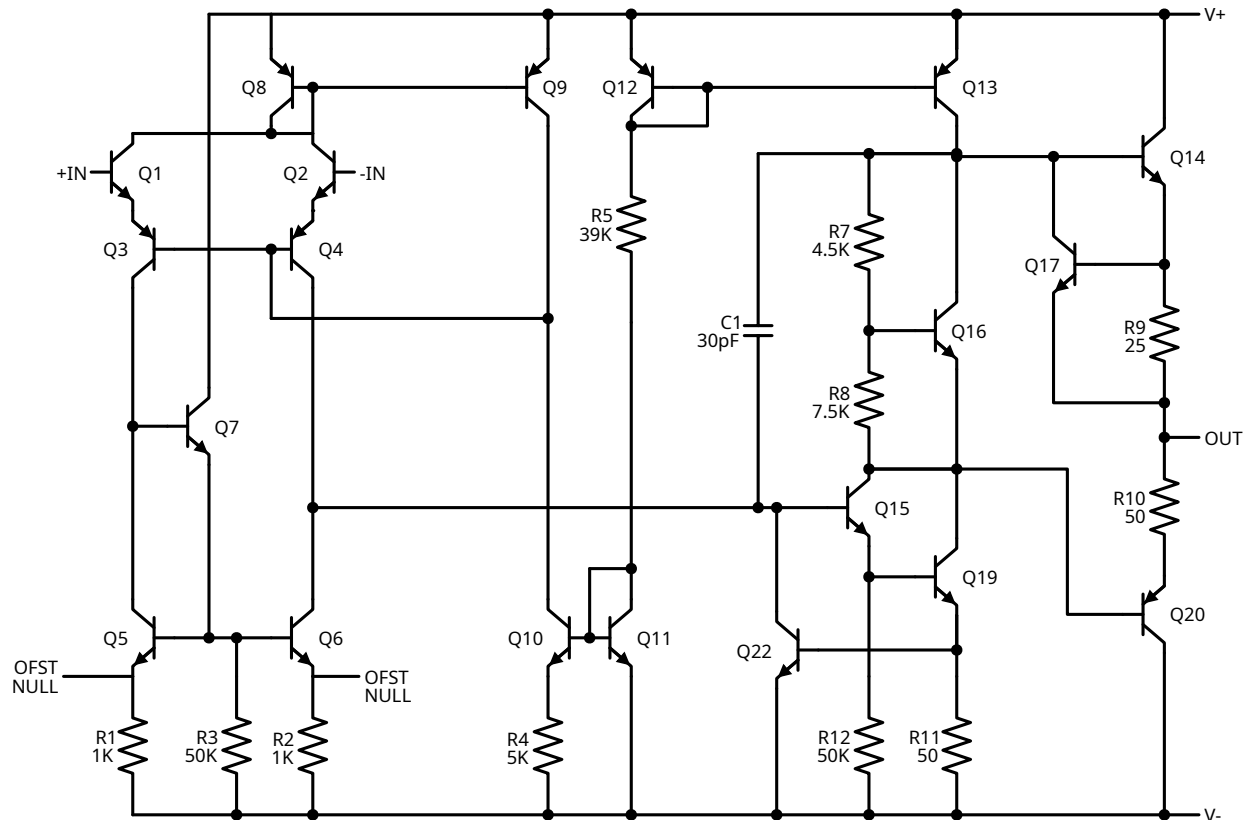 V+
Q8
Q9
Q12
Q13
+IN
Q1
Q2
-IN
Q14
Q3
Q4
R5
39K
R7
4.5K
Q17
C1
30pF
Q16
R9
25
R8
7.5K
Q7
OUT
Q15
R10
50
Q19
Q5
Q6
Q10
Q11
Q22
Q20
OFST
NULL
OFST
NULL
R1
1K
R3
50K
R2
1K
R4
5K
R12
50K
R11
50
V-